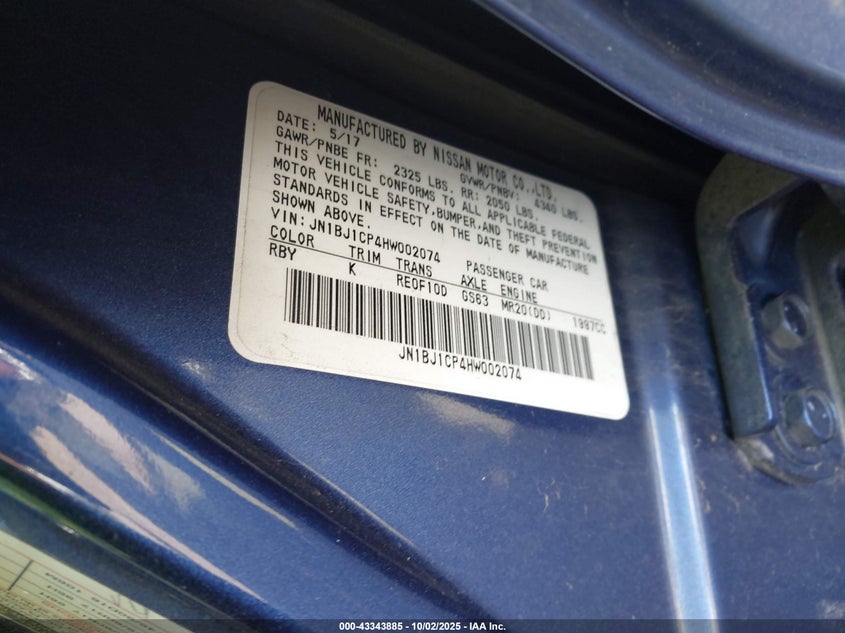 MANUFACTURED BY NISSAN MOTOR CO.,LTD.
DATE: 5/17 GVWR/PNBV: 4340 LBS.
GAWR/PNBE FR: 2325 LBS. RR: 2050 LBS.
THIS VEHICLE CONFORMS TO ALL APPLICABLE FEDERAL
MOTOR VEHICLE SAFETY,BUMPER,AND THEFT PREVENTION
STANDARDS IN EFFECT ON THE DATE OF MANUFACTURE
SHOWN ABOVE.
VIN: JN1BJ1CP4HW002074 PASSENGER CAR
COLOR TRIM TRANS AXLE ENGINE
RBY K RE0F10D GS63 MR20(DD) 1997CC
JN1BJ1CP4HW002074
000-43343885 - 10/02/2025 - IAA Inc.